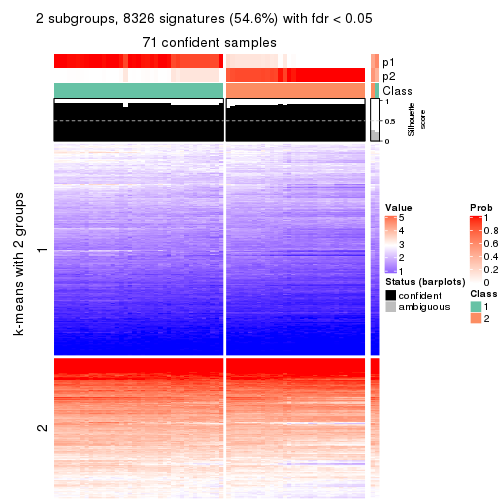 2 subgroups, 8326 signatures (54.6%) with fdr < 0.05
71 confident samples
p1
p2
Class
1
0.5
0
Silhouette
score
k-means with 2 groups
1
2
Value
5
4
3
2
1
Status (barplots)
confident
ambiguous
Prob
1
0.8
0.6
0.4
0.2
0
Class
1
2